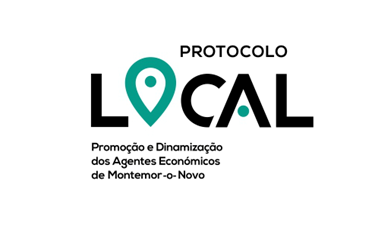 PROTOCOLO
LOCAL
Promoção e Dinamização
dos Agentes Económicos
de Montemor-o-Novo